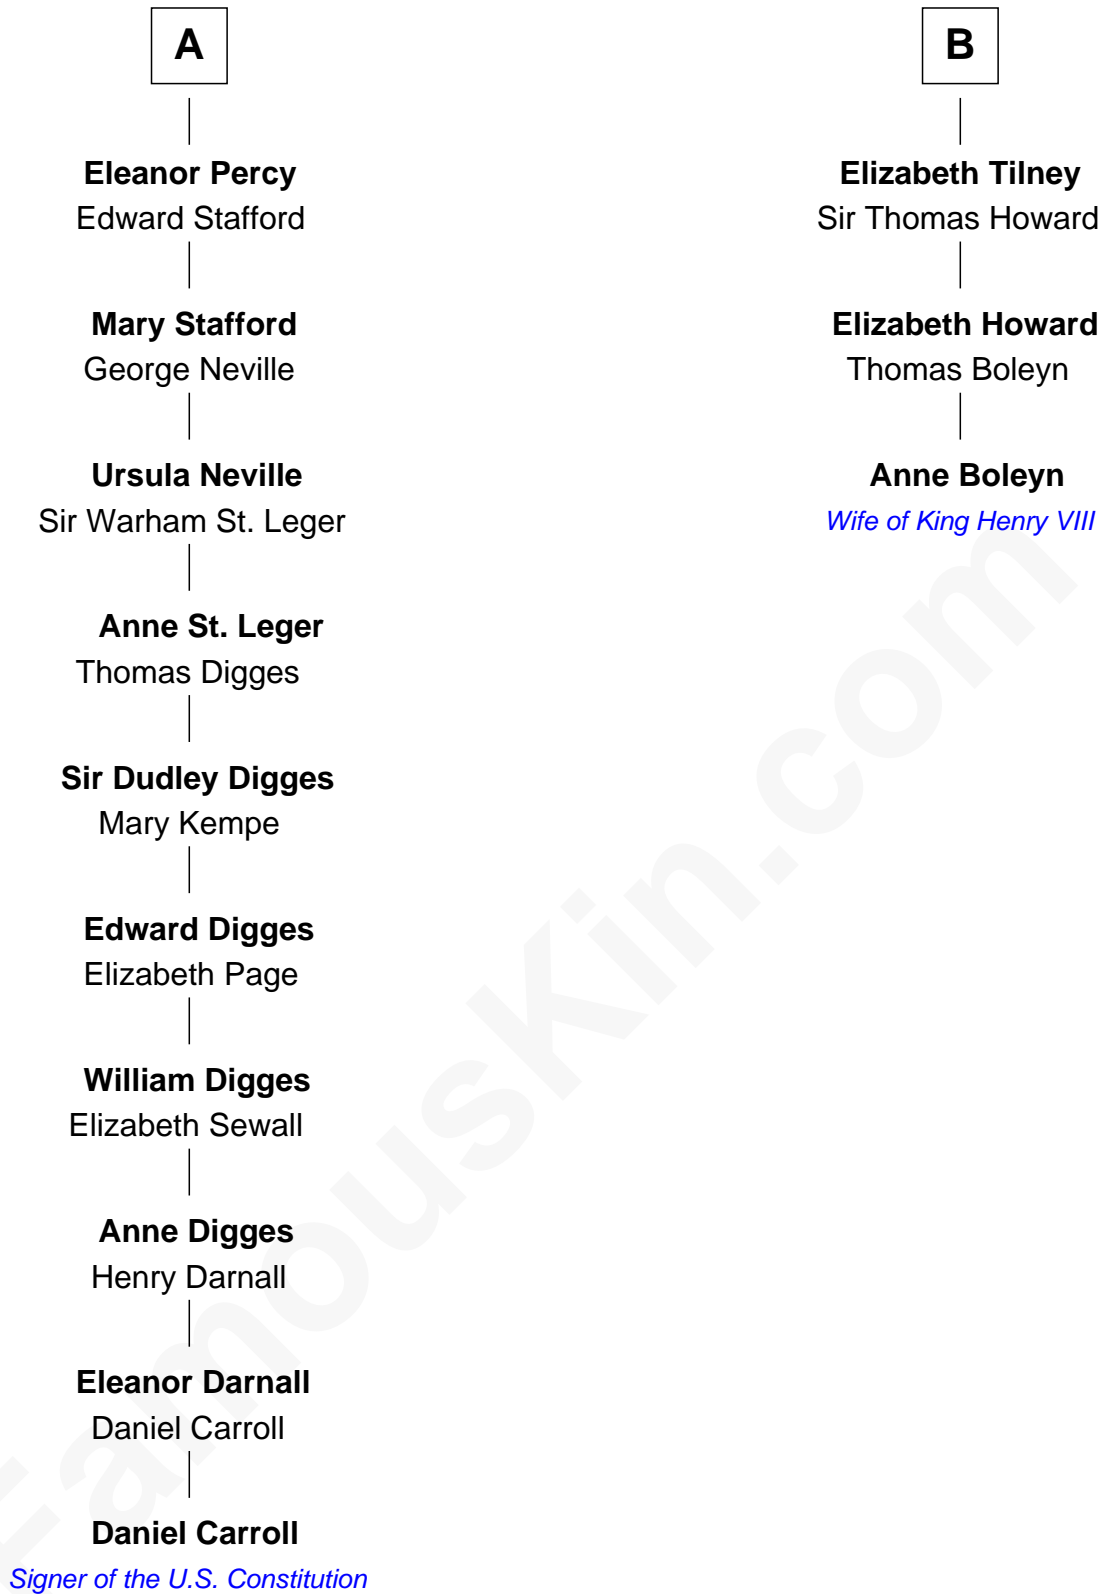 A
Eleanor Percy
Edward Stafford
Mary Stafford
George Neville
Ursula Neville
Sir Warham St. Leger
Anne St. Leger
Thomas Digges
Sir Dudley Digges
Mary Kempe
Edward Digges
Elizabeth Page
William Digges
Elizabeth Sewall
Anne Digges
Henry Darnall
Eleanor Darnall
Daniel Carroll
Daniel Carroll
Signer of the U.S. Constitution
B
Elizabeth Tilney
Sir Thomas Howard
Elizabeth Howard
Thomas Boleyn
Anne Boleyn
Wife of King Henry VIII
FamousKin.com